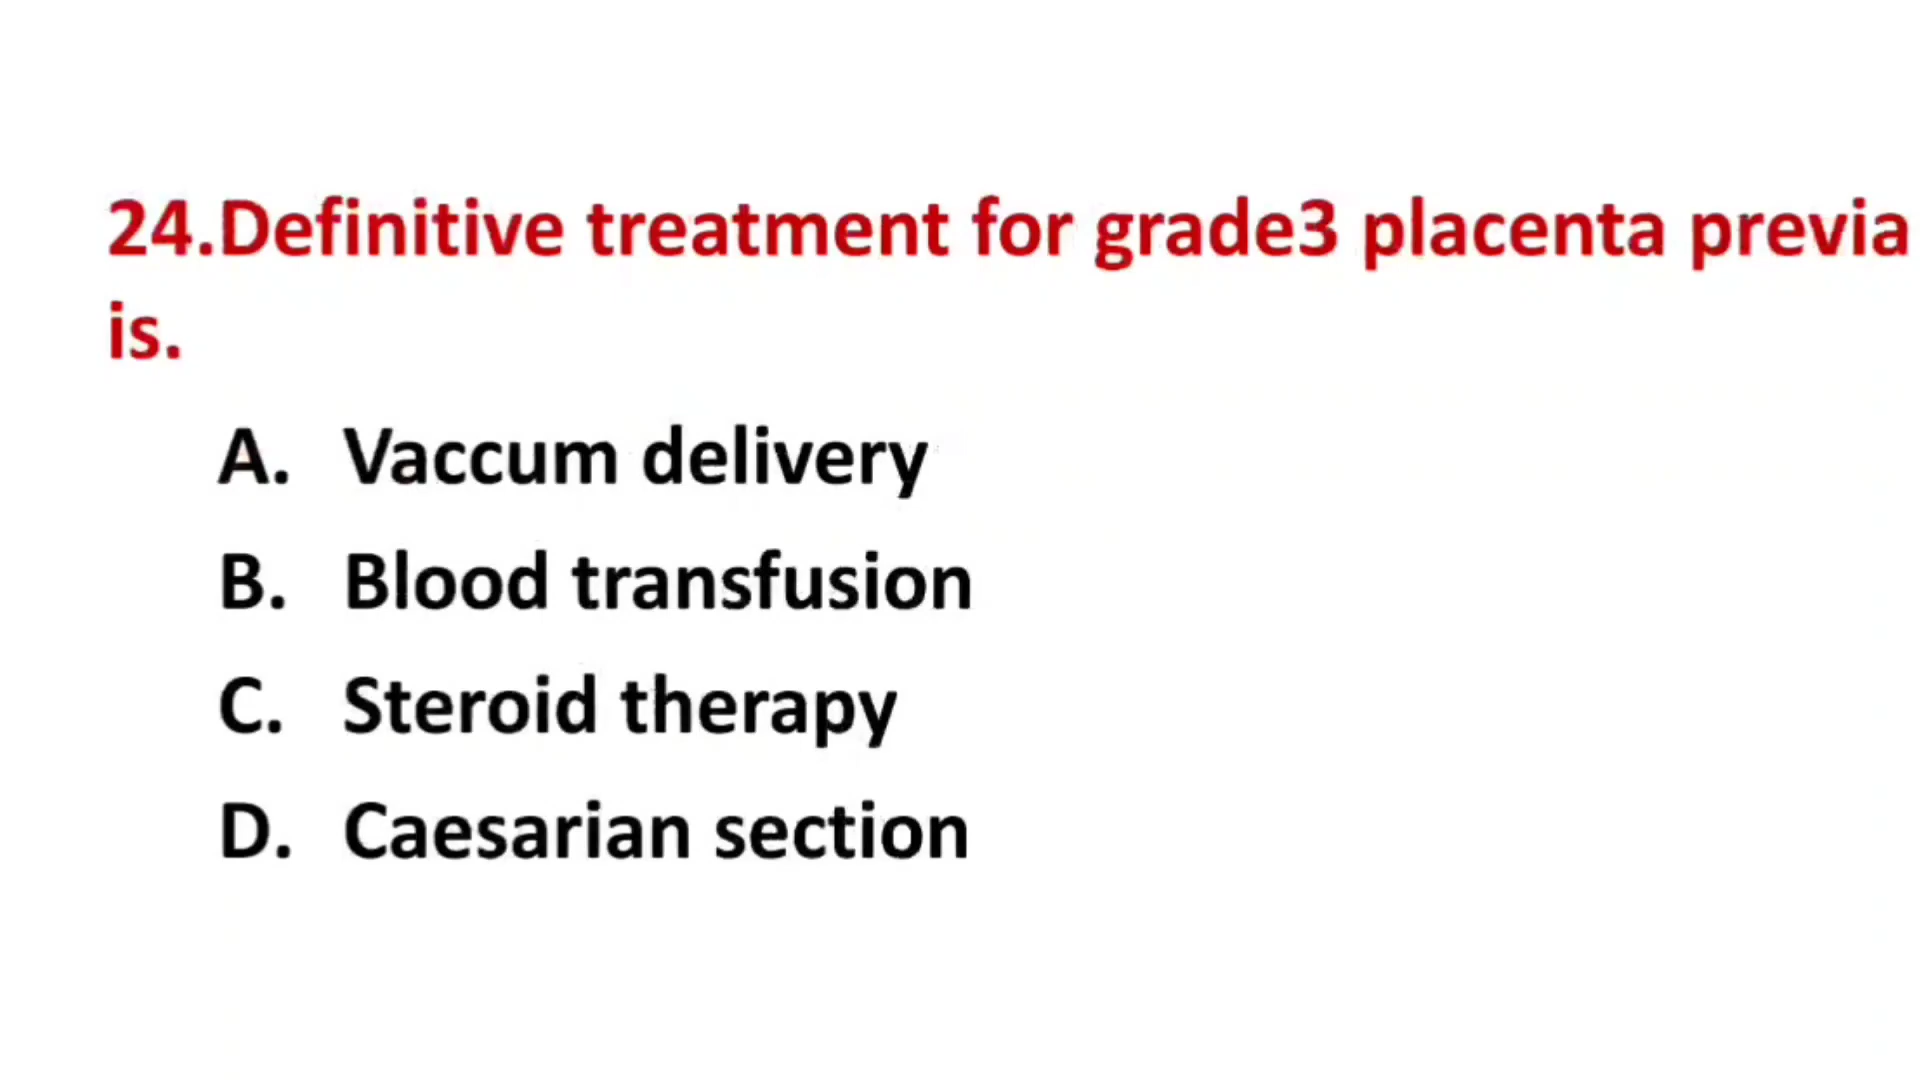 24.Definitive treatment for grade3 placenta previa
is.
A. Vaccum delivery
B. Blood transfusion
C. Steroid therapy
D. Caesarian section